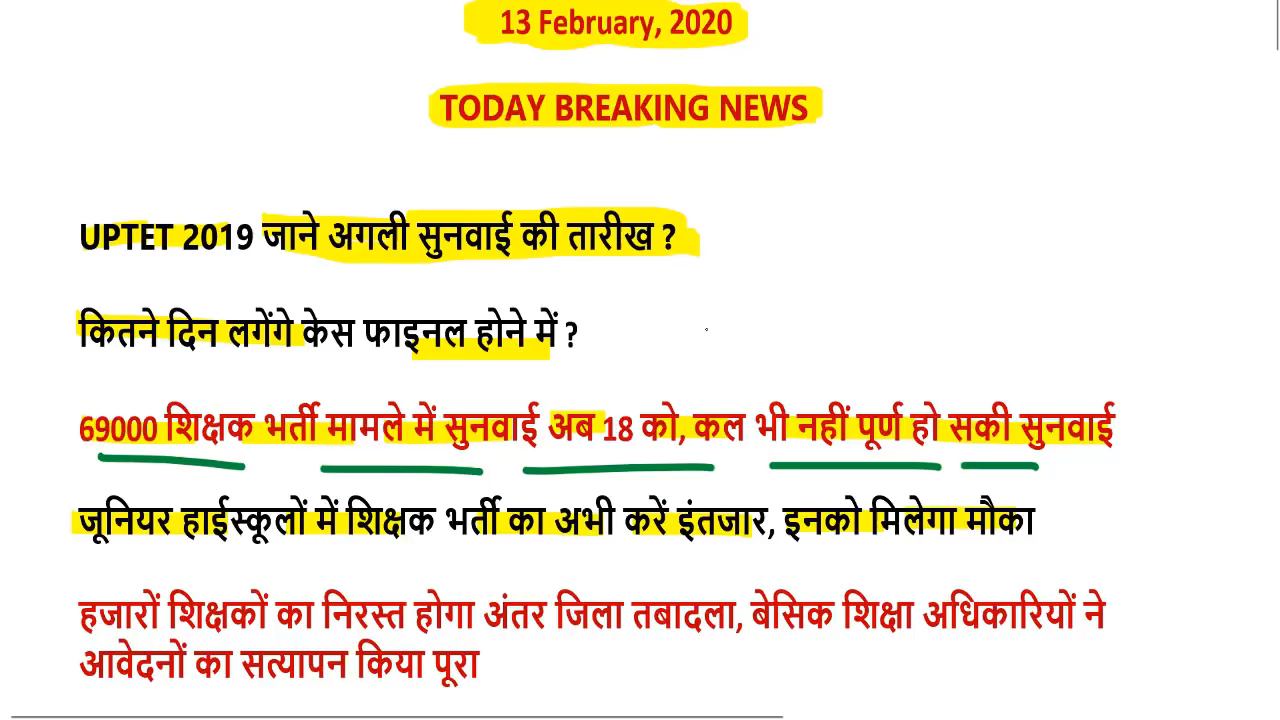 13 February, 2020
TODAY BREAKING NEWS
UPTET 2019 जाने अगली सुनवाई की तारीख ?
कितने दिन लगेंगे केस फाइनल होने में ?
69000 शिक्षक भर्ती मामले में सुनवाई अब 18 को, कल भी नहीं पूर्ण हो सकी सुनवाई
जूनियर हाईस्कूलों में शिक्षक भर्ती का अभी करें इंतजार, इनको मिलेगा मौका
हजारों शिक्षकों का निरस्त होगा अंतर जिला तबादला, बेसिक शिक्षा अधिकारियों ने
आवेदनों का सत्यापन किया पूरा